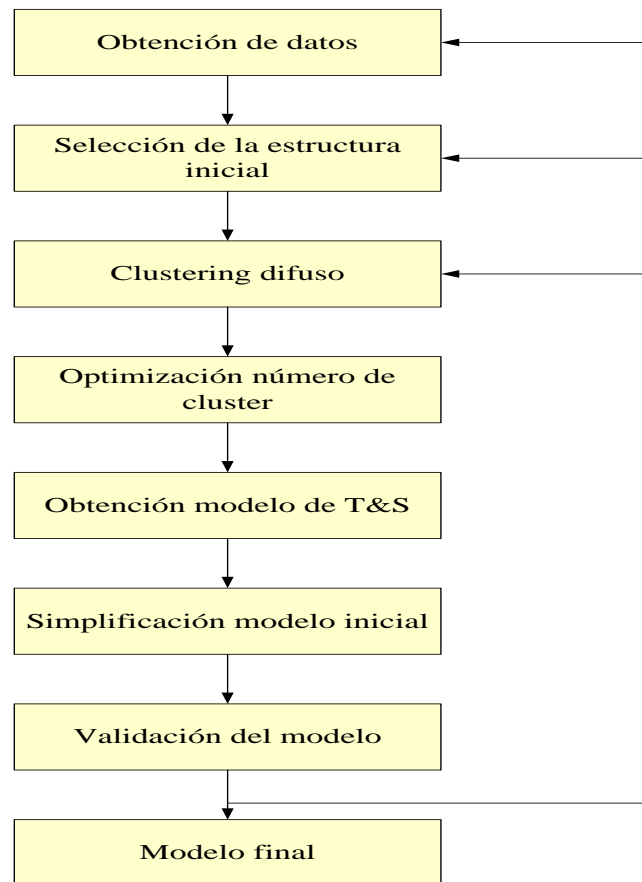 Obtención de datos
Selección de la estructura
inicial
Clustering difuso
Optimización número de
cluster
Obtención modelo de T&S
Simplificación modelo inicial
Validación del modelo
Modelo final